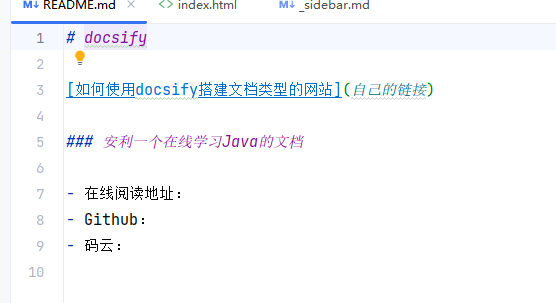 README.md index.html _sidebar.md
1 # docsify
2
3 [如何使用docsify搭建文档类型的网站](自己的链接)
4
5 ### 安利一个在线学习Java的文档
6
7 - 在线阅读地址：
8 - Github：
9 - 码云：
10